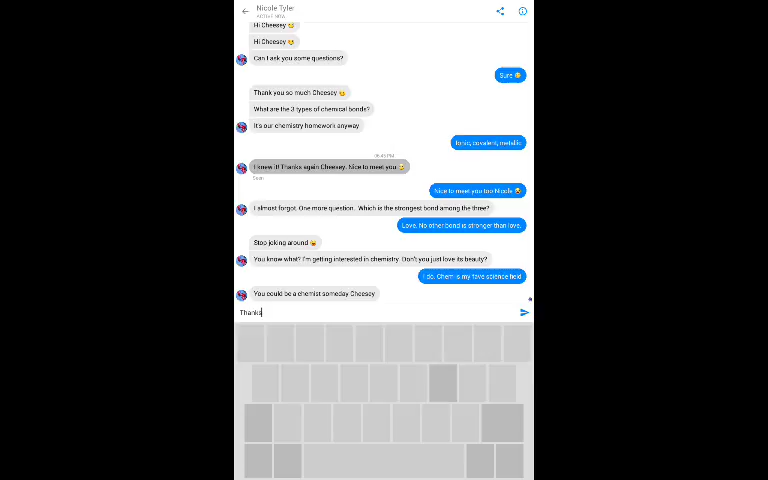 Nicole Tyler
ACTIVE NOW
Hi Cheesey
Hi Cheesey
Can I ask you some questions?
Sure
Thank you so much Cheesey
What are the 3 types of chemical bonds?
It's our chemistry homework anyway
Ionic, covalent, metallic
I knew it! Thanks again Cheesey. Nice to meet you
Seen
Nice to meet you too Nicole
I almost forgot. One more question. Which is the strongest bond among the three?
Love. No other bond is stronger than love.
Stop joking around
You know what? I'm getting interested in chemistry. Don't you just love its beauty?
I do. Chem is my fave science field
You could be a chemist someday Cheesey
Thanks